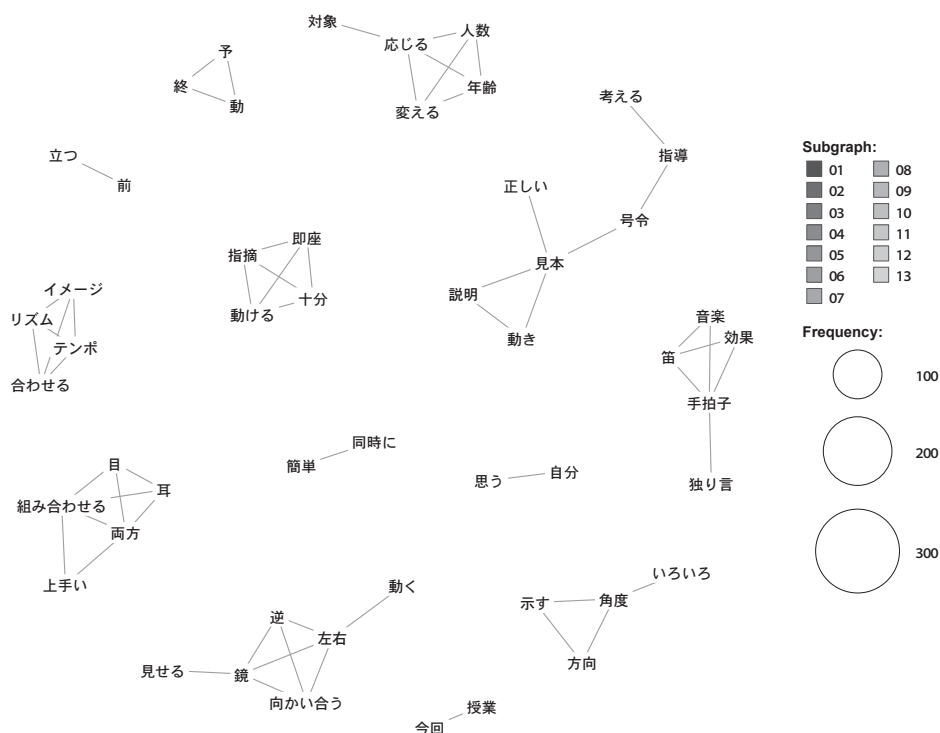 対象
応じる
人数
年齢
変える
予
終
動
考える
指導
号令
正しい
見本
説明
動き
立つ
前
指摘
即座
十分
動ける
イメージ
リズム
テンポ
合わせる
音楽
効果
笛
手拍子
独り言
同時に
簡単
思う
自分
目
耳
組み合わせる
両方
上手い
いろいろ
示す
角度
方向
動く
逆
左右
見せる
鏡
向かい合う
授業
今回
Subgraph:
01
02
03
04
05
06
07
08
09
10
11
12
13
Frequency:
100
200
300